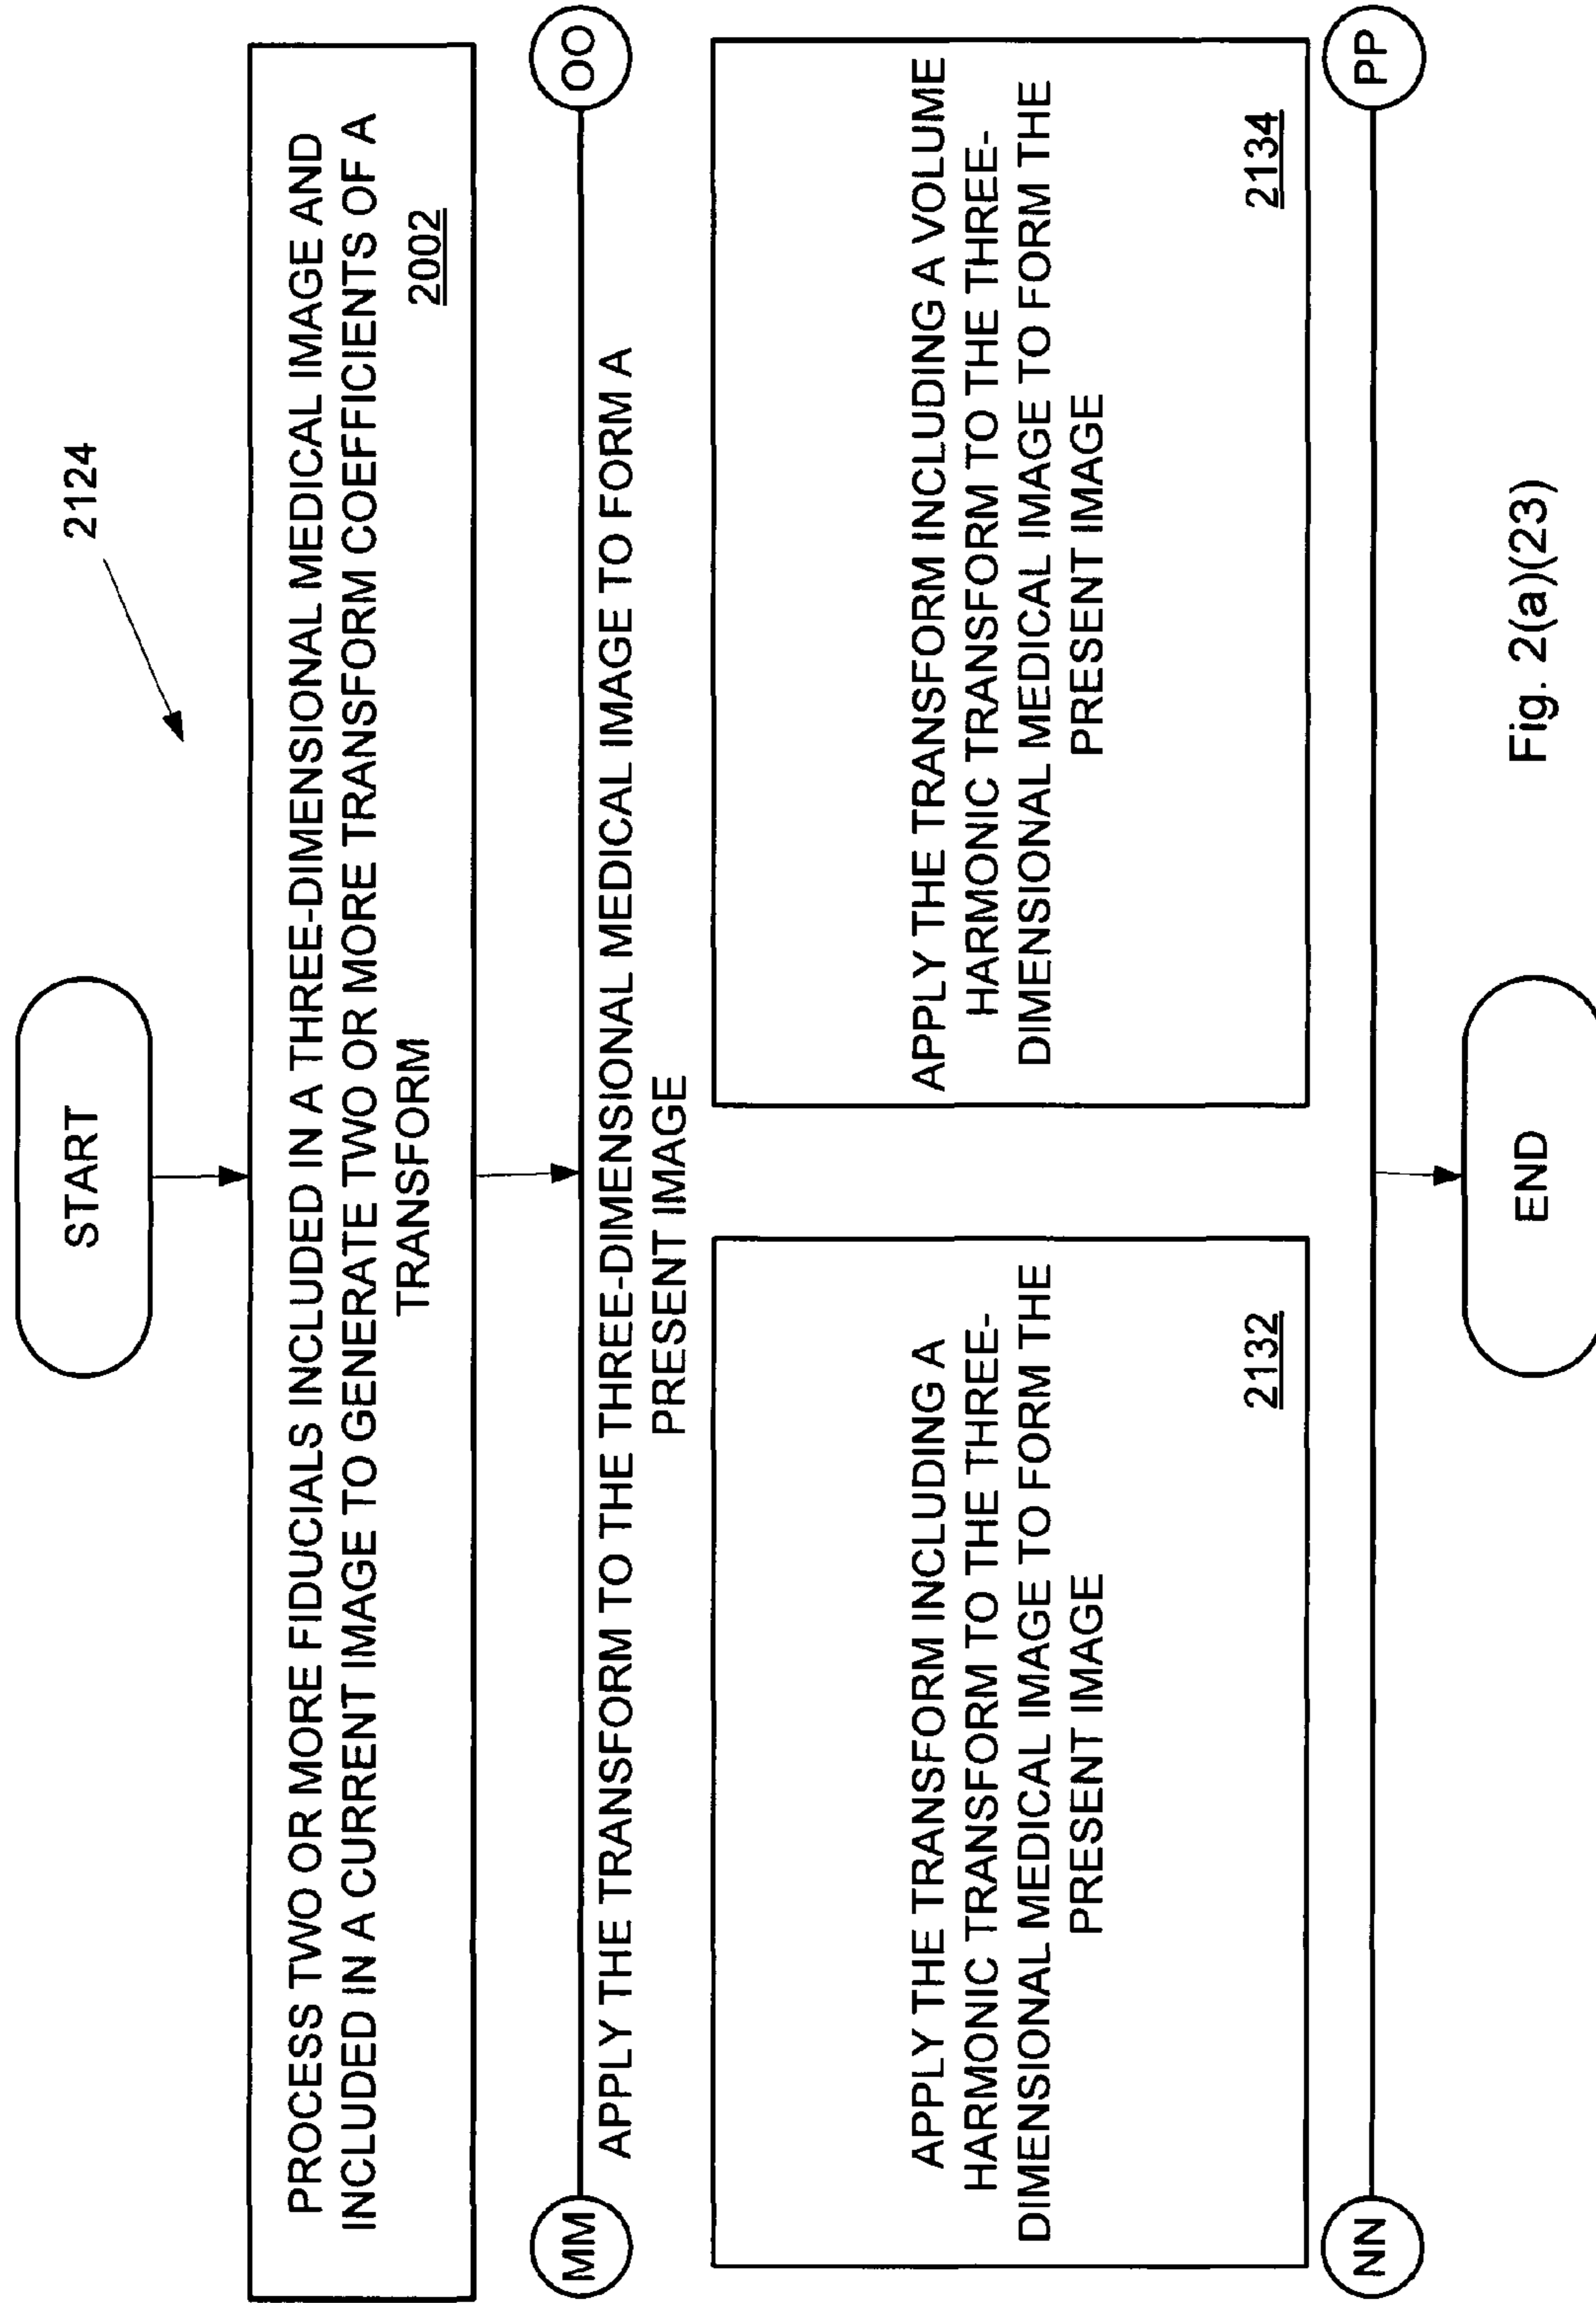 2124
START
PROCESS TWO OR MORE FIDUCIALS INCLUDED IN A THREE-DIMENSIONAL MEDICAL IMAGE AND
INCLUDED IN A CURRENT IMAGE TO GENERATE TWO OR MORE TRANSFORM COEFFICIENTS OF A
TRANSFORM
2002
MM
OO
APPLY THE TRANSFORM TO THE THREE-DIMENSIONAL MEDICAL IMAGE TO FORM A
PRESENT IMAGE
APPLY THE TRANSFORM INCLUDING A
HARMONIC TRANSFORM TO THE THREE-
DIMENSIONAL MEDICAL IMAGE TO FORM THE
PRESENT IMAGE
2132
APPLY THE TRANSFORM INCLUDING A VOLUME
HARMONIC TRANSFORM TO THE THREE-
DIMENSIONAL MEDICAL IMAGE TO FORM THE
PRESENT IMAGE
2134
NN
PP
END
Fig. 2(a)(23)